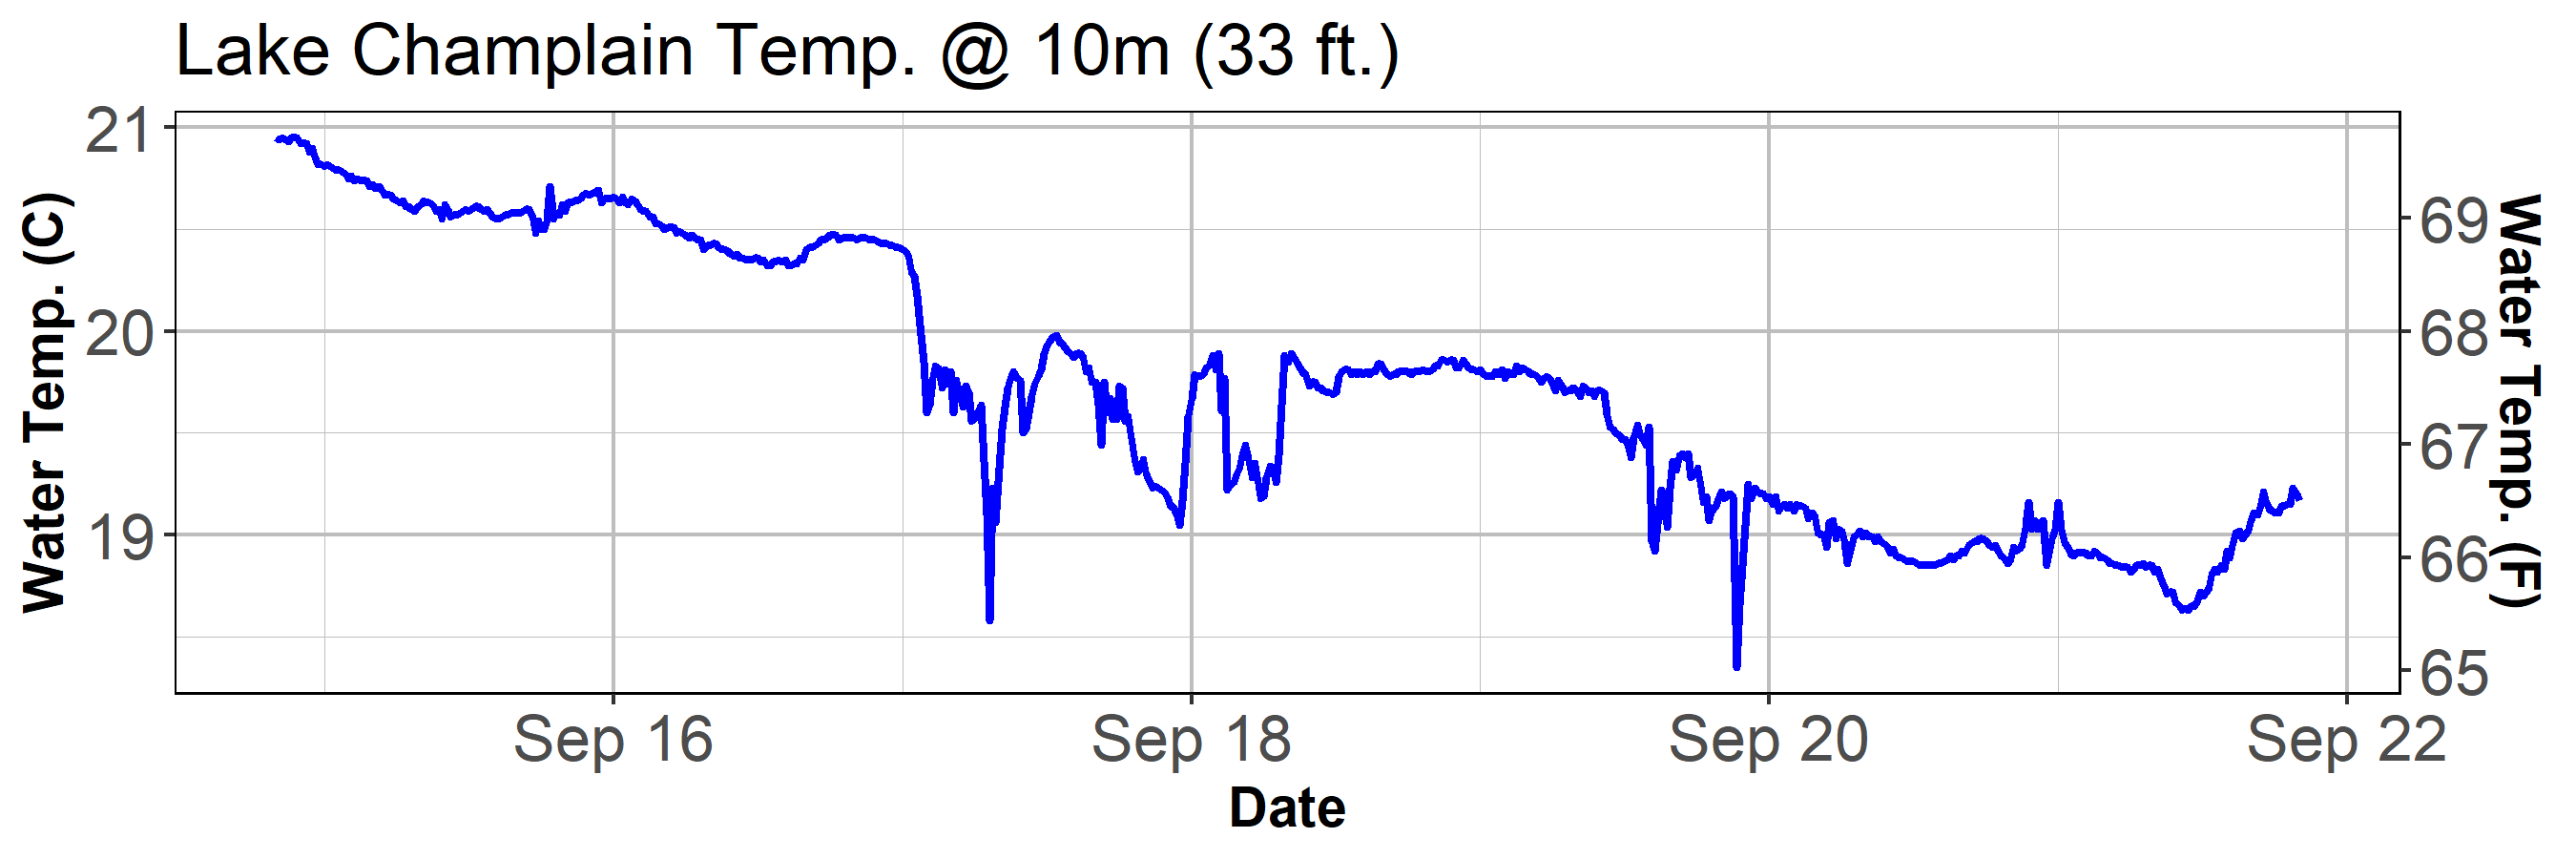 Lake Champlain Temp. @ 10m (33 ft.)
Water Temp. (C)
21
20
19
69
68
67
66
65
Water Temp. (F)
Sep 16
Sep 18
Sep 20
Sep 22
Date